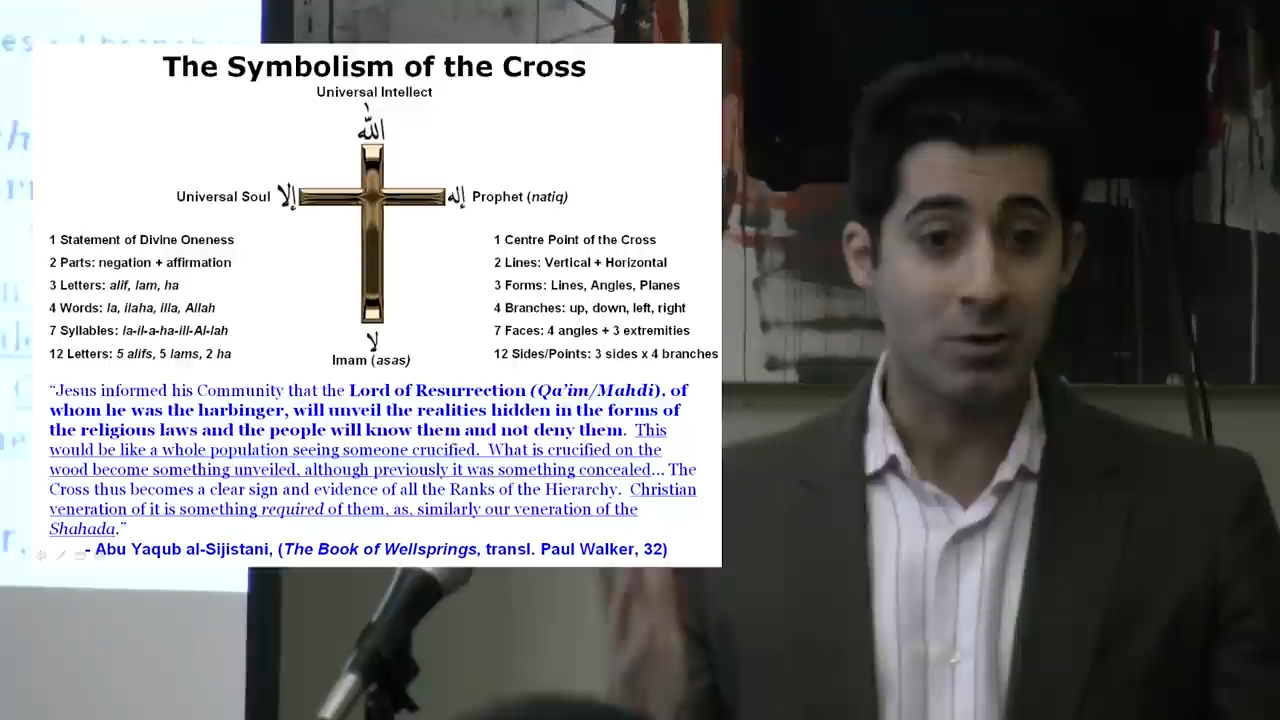 The Symbolism of the Cross
Universal Intellect
الله
Universal Soul إلا إله Prophet (natiq)
1 Statement of Divine Oneness
2 Parts: negation + affirmation
3 Letters: alif, lam, ha
4 Words: la, ilaha, illa, Allah
7 Syllables: la-il-a-ha-ill-Al-lah
12 Letters: 5 alifs, 5 lams, 2 ha
1 Centre Point of the Cross
2 Lines: Vertical + Horizontal
3 Forms: Lines, Angles, Planes
4 Branches: up, down, left, right
7 Faces: 4 angles + 3 extremities
12 Sides/Points: 3 sides x 4 branches
لا
Imam (asas)
“Jesus informed his Community that the Lord of Resurrection (Qa’im/Mahdi), of
whom he was the harbinger, will unveil the realities hidden in the forms of
the religious laws and the people will know them and not deny them. This
would be like a whole population seeing someone crucified. What is crucified on the
wood become something unveiled, although previously it was something concealed... The
Cross thus becomes a clear sign and evidence of all the Ranks of the Hierarchy. Christian
veneration of it is something required of them, as, similarly our veneration of the
Shahada.”
- Abu Yaqub al-Sijistani, (The Book of Wellsprings, transl. Paul Walker, 32)